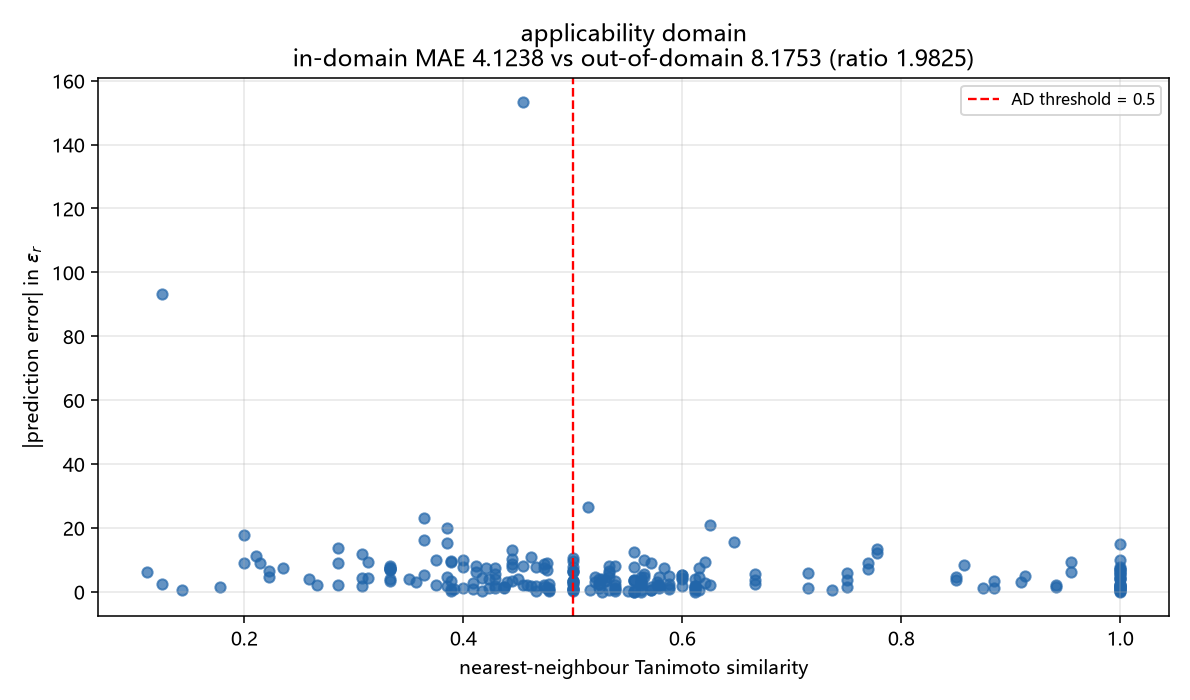 applicability domain
in-domain MAE 4.1238 vs out-of-domain 8.1753 (ratio 1.9825)
AD threshold = 0.5
|prediction error| in εᵣ
160
140
120
100
80
60
40
20
0
0.2 0.4 0.6 0.8 1.0
nearest-neighbour Tanimoto similarity